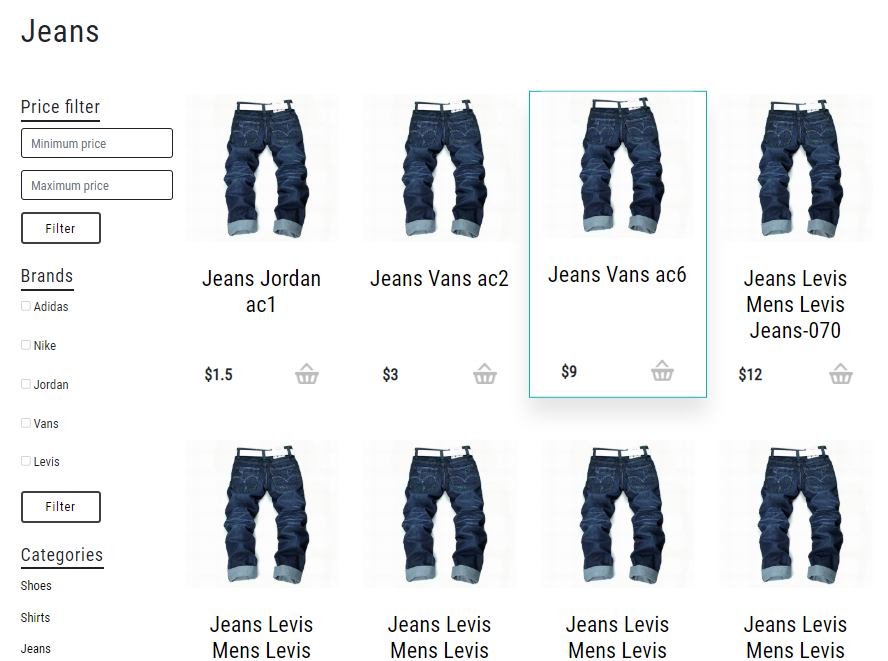 Jeans
Price filter
Minimum price
Maximum price
Filter
Brands
Adidas
Nike
Jordan
Vans
Levis
Filter
Categories
Shoes
Shirts
Jeans
Jeans Jordan
ac1
$1.5
Jeans Vans ac2
$3
Jeans Vans ac6
$9
Jeans Levis
Mens Levis
Jeans-070
$12
Jeans Levis
Mens Levis
Jeans Levis
Mens Levis
Jeans Levis
Mens Levis
Jeans Levis
Mens Levis